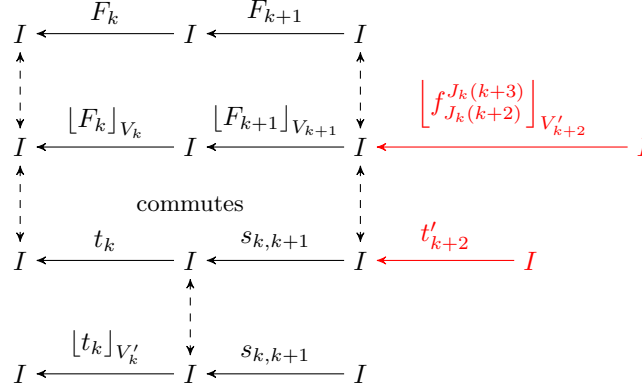 F_k F_{k+1}
I I I
⌊f_{J_k(k+2)}^{J_k(k+3)}⌋_{V'_{k+2}}
⌊F_k⌋_{V_k} ⌊F_{k+1}⌋_{V_{k+1}}
I I I I
commutes
t_k s_{k,k+1} t'_{k+2}
I I I I
⌊t_k⌋_{V'_k} s_{k,k+1}
I I I